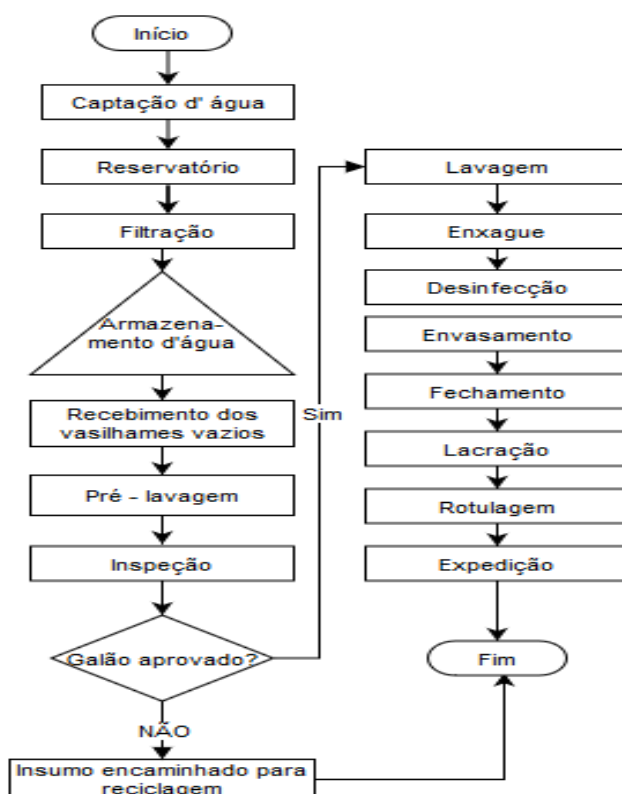 Início
Captação d' água
Reservatório
Filtração
Armazena-
mento d'água
Recebimento dos
vasilhames vazios
Pré - lavagem
Inspeção
Galão aprovado?
NÃO
Insumo encaminhado para
reciclagem
Sim
Lavagem
Enxague
Desinfecção
Envasamento
Fechamento
Lacração
Rotulagem
Expedição
Fim